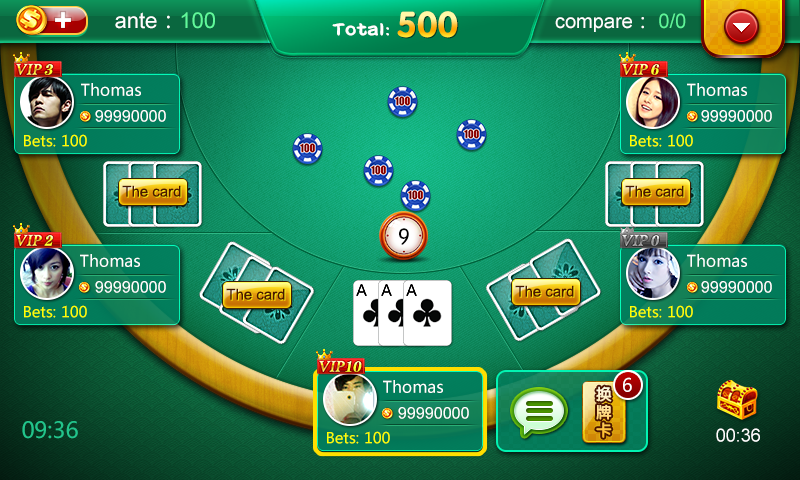 $ +
ante : 100
Total: 500
compare : 0/0
VIP 3
Thomas
99990000
Bets: 100
VIP 6
Thomas
99990000
Bets: 100
100
100
100
100
100
The card
The card
9
VIP 2
Thomas
99990000
Bets: 100
VIP 0
Thomas
99990000
Bets: 100
The card
A A A
The card
VIP10
Thomas
99990000
Bets: 100
换牌卡
6
09:36
00:36